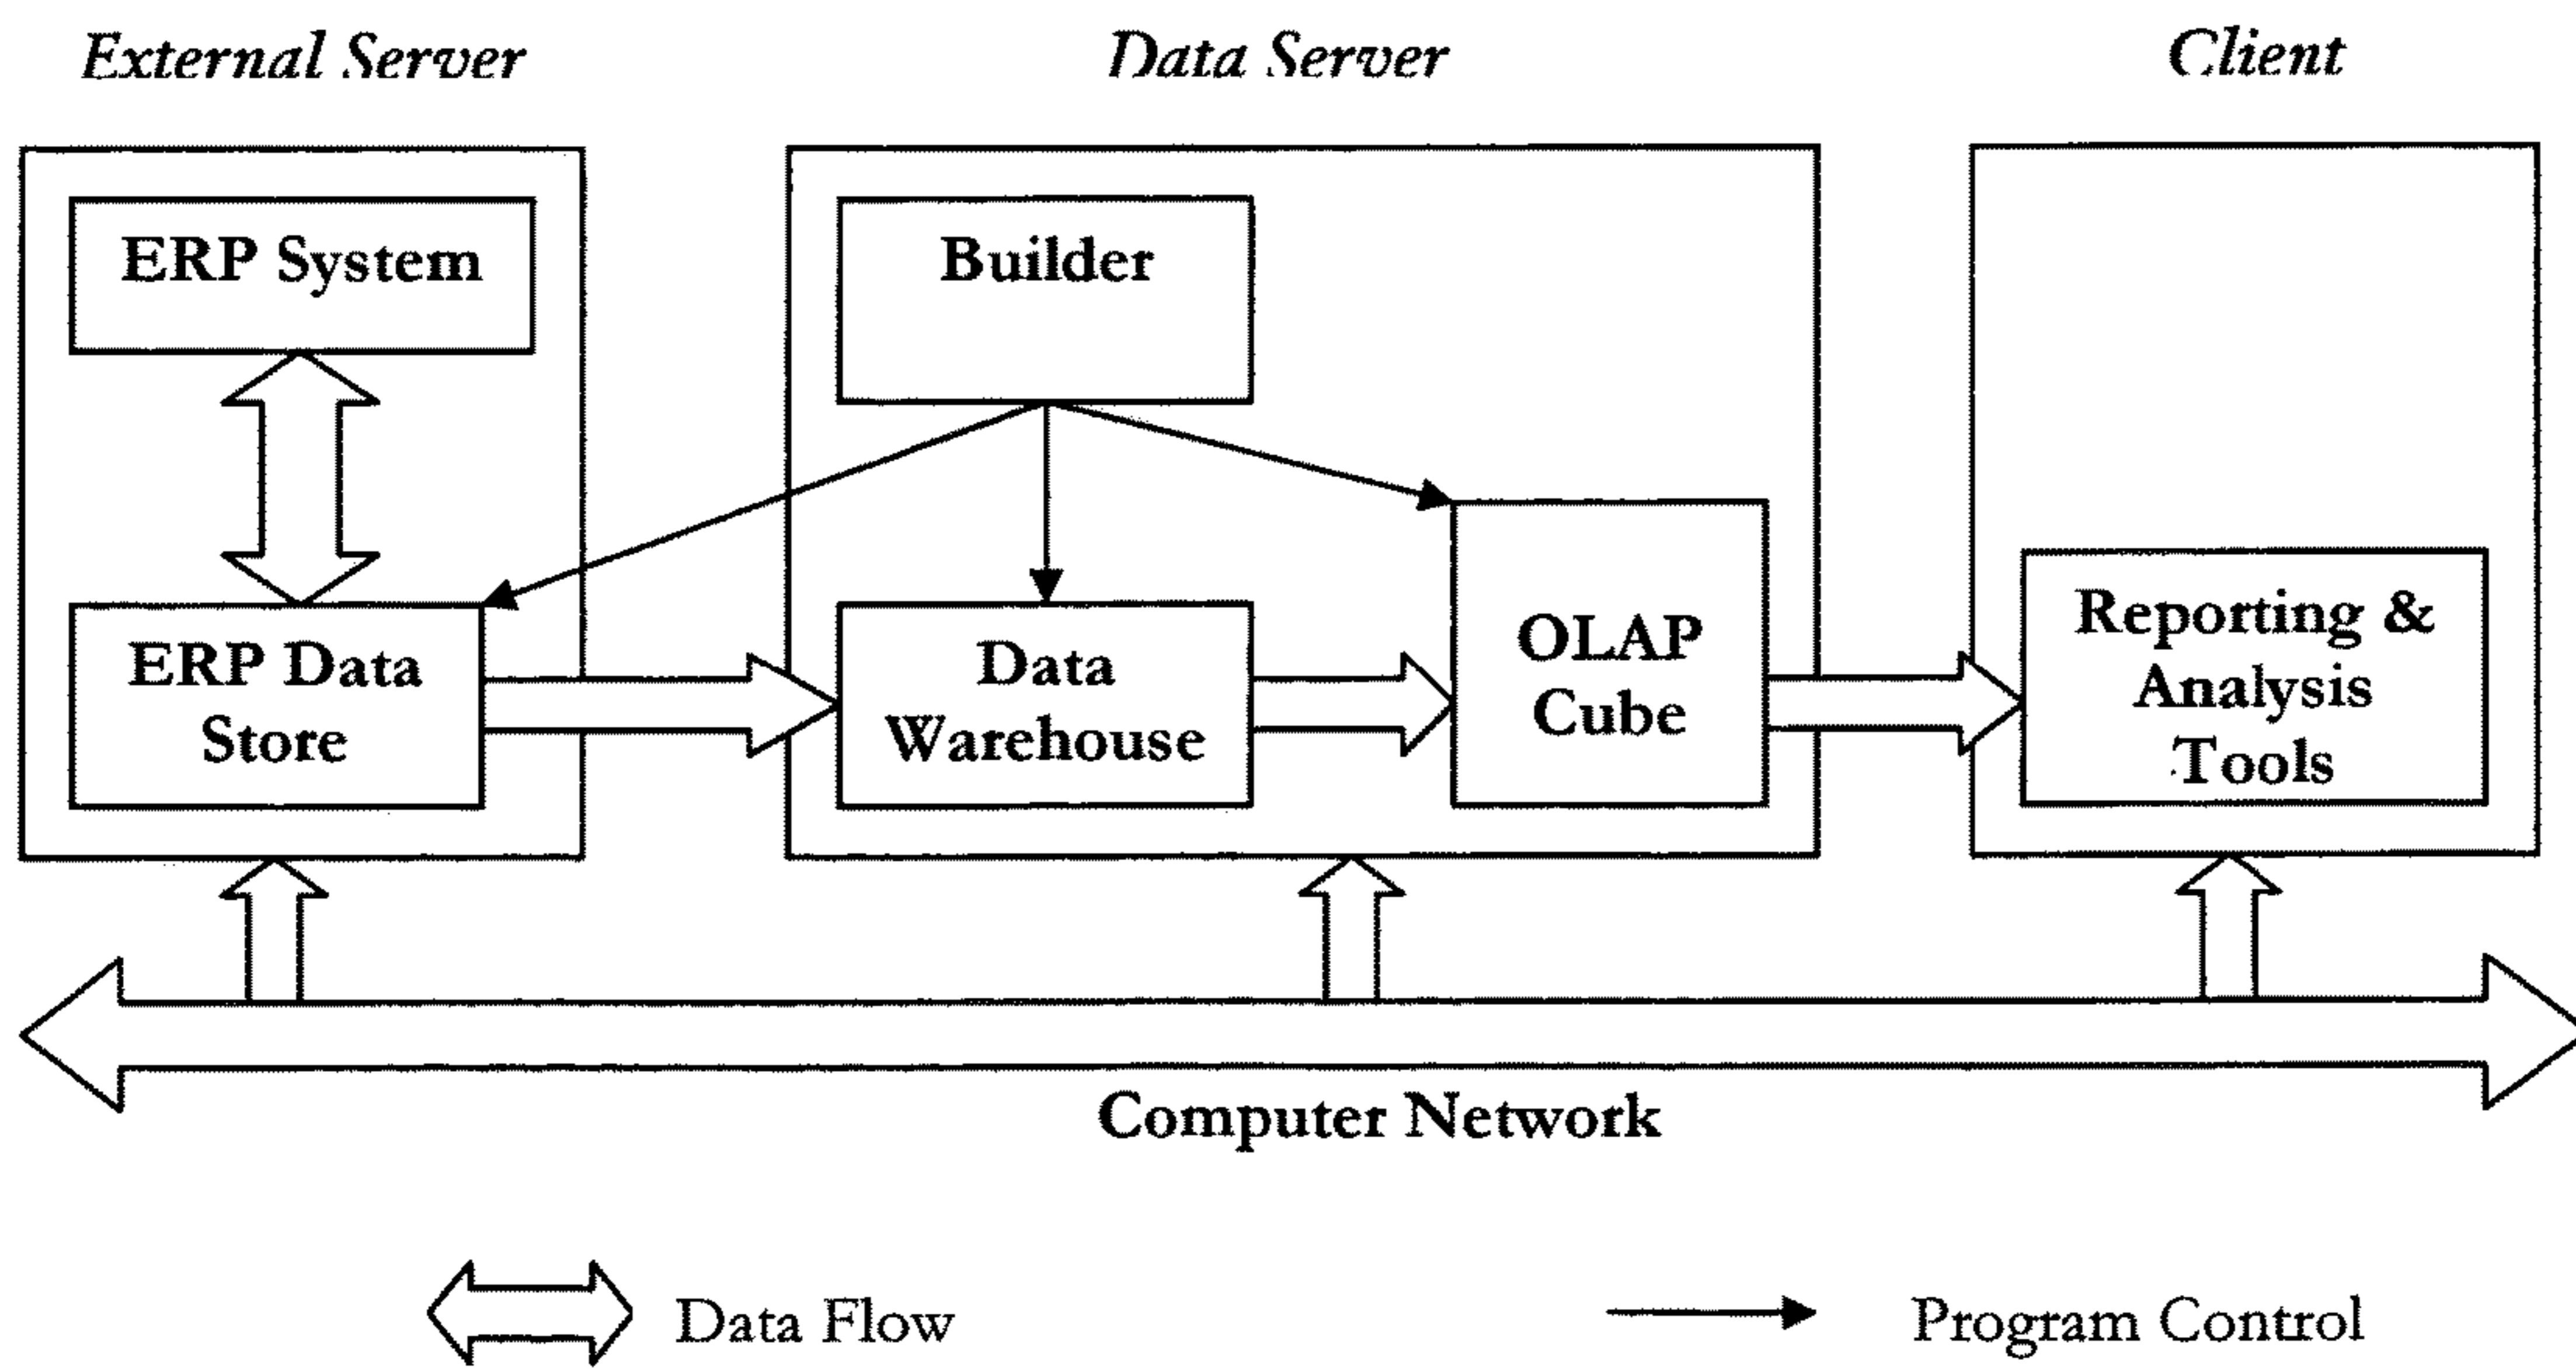 External Server
Data Server
Client
ERP System
Builder
ERP Data
Store
Data
Warehouse
OLAP
Cube
Reporting &
Analysis
Tools
Computer Network
Data Flow
Program Control